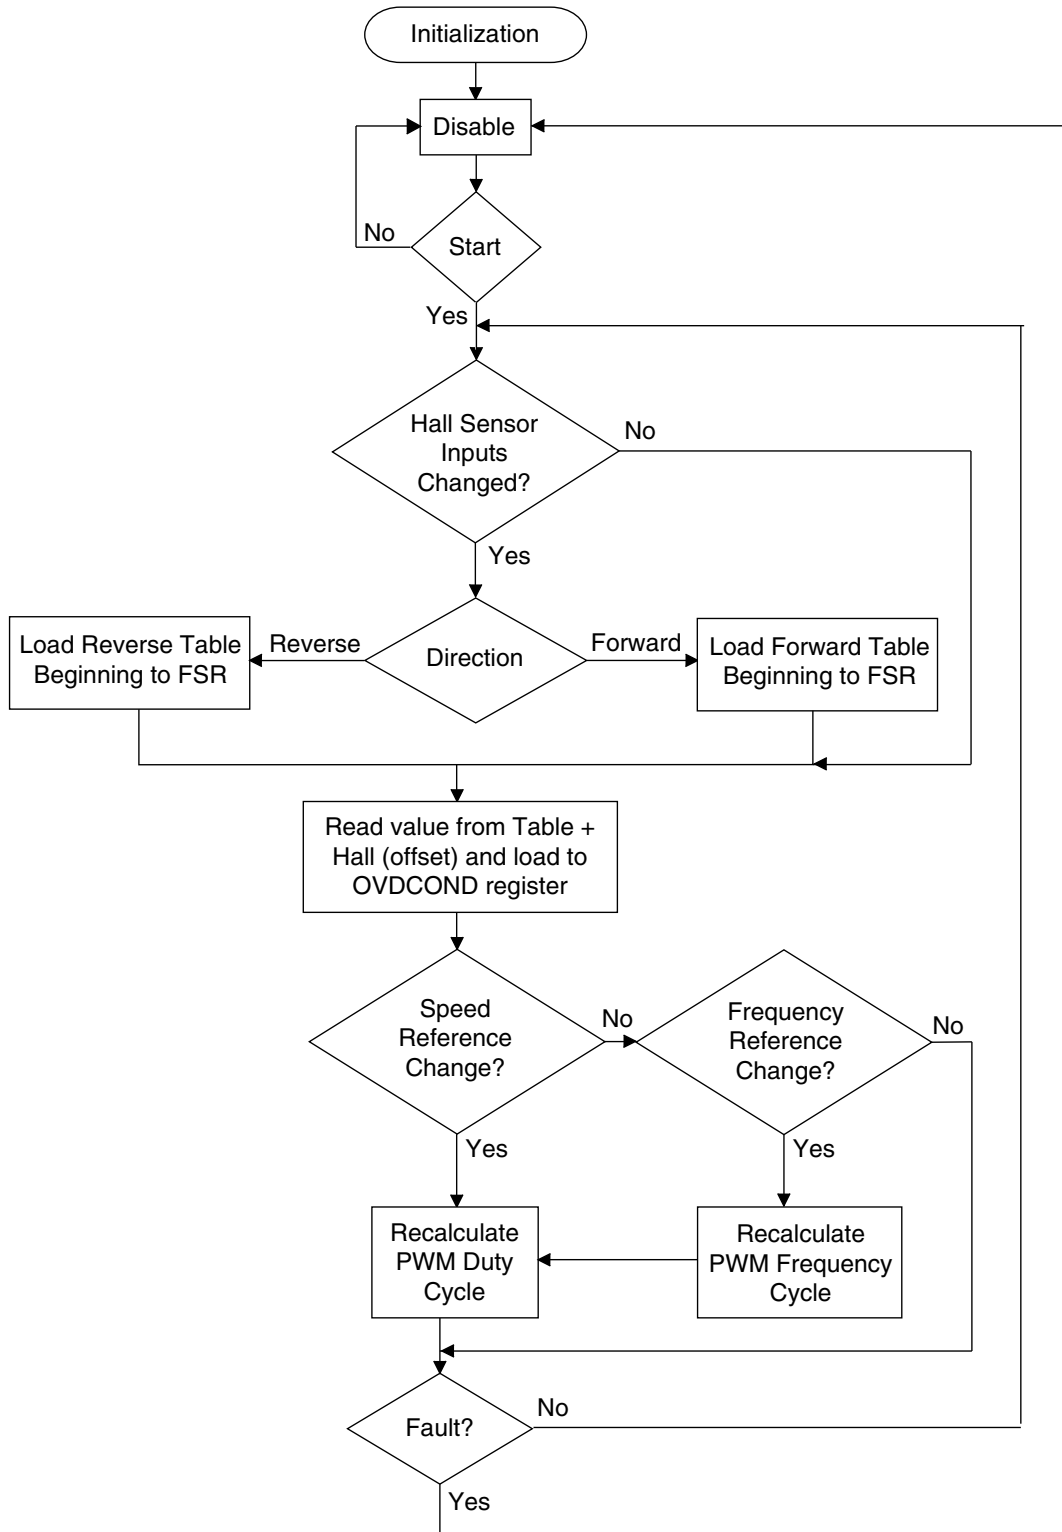 Initialization
Disable
No
Start
Yes
Hall Sensor
Inputs
Changed?
No
Yes
Load Reverse Table
Beginning to FSR
Reverse
Direction
Forward
Load Forward Table
Beginning to FSR
Read value from Table +
Hall (offset) and load to
OVDCOND register
Speed
Reference
Change?
No
Frequency
Reference
Change?
No
Yes
Yes
Recalculate
PWM Duty
Cycle
Recalculate
PWM Frequency
Cycle
Fault?
No
Yes